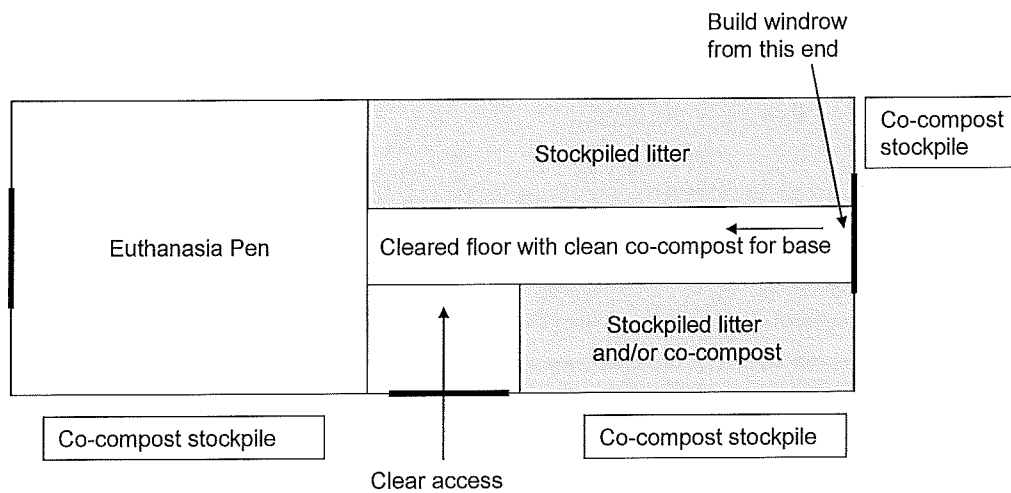 Build windrow
from this end
Co-compost
stockpile
Stockpiled litter
Euthanasia Pen
Cleared floor with clean co-compost for base
Stockpiled litter
and/or co-compost
Co-compost stockpile
Co-compost stockpile
Clear access